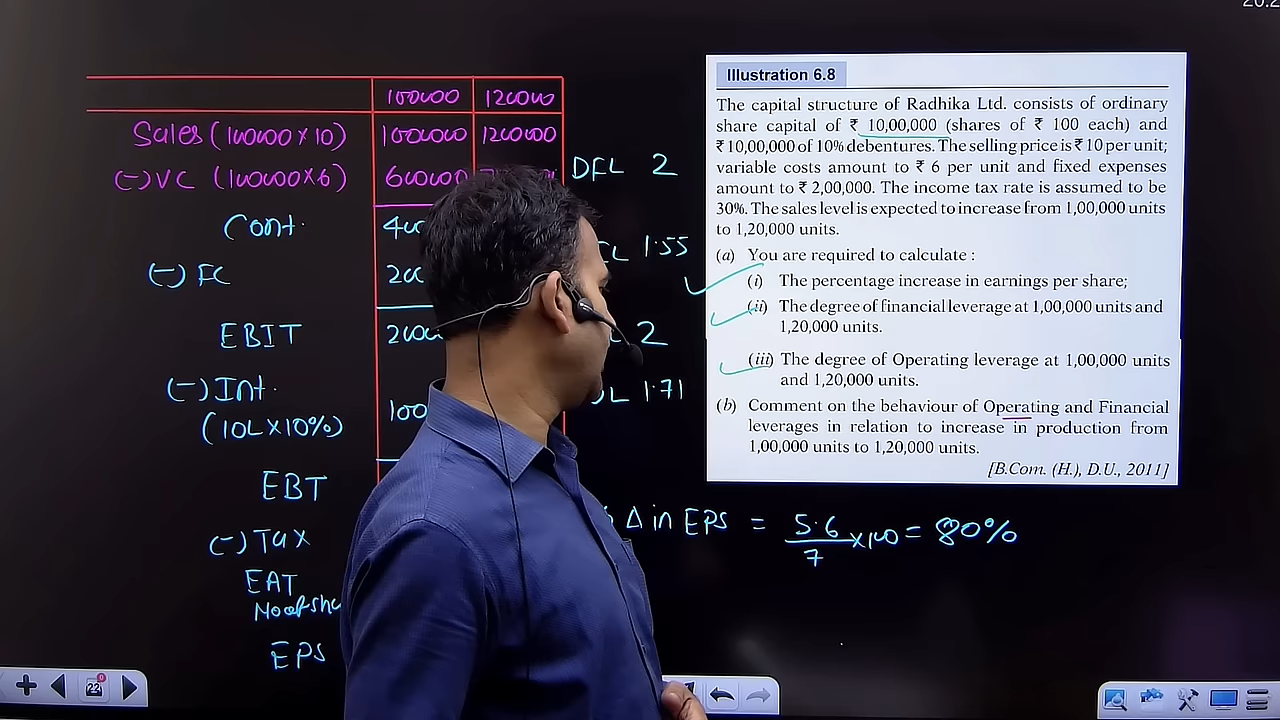 100000 120000
Sales (100000 x 10) 1000000 1200000
(-) VC (100000x6) 600000
DFL 2
Cont.
1.55
(-) FC
EBIT
2
(-) Int. 1.71
(10L x 10%)
EBT
(-) Tax
EAT
EPS
Illustration 6.8
The capital structure of Radhika Ltd. consists of ordinary
share capital of ₹ 10,00,000 (shares of ₹ 100 each) and
₹ 10,00,000 of 10% debentures. The selling price is ₹ 10 per unit;
variable costs amount to ₹ 6 per unit and fixed expenses
amount to ₹ 2,00,000. The income tax rate is assumed to be
30%. The sales level is expected to increase from 1,00,000 units
to 1,20,000 units.
(a) You are required to calculate :
(i) The percentage increase in earnings per share;
(ii) The degree of financial leverage at 1,00,000 units and
1,20,000 units.
(iii) The degree of Operating leverage at 1,00,000 units
and 1,20,000 units.
(b) Comment on the behaviour of Operating and Financial
leverages in relation to increase in production from
1,00,000 units to 1,20,000 units.
[B.Com. (H.), D.U., 2011]
Δ in EPS = 5.6/7 x100 = 80%